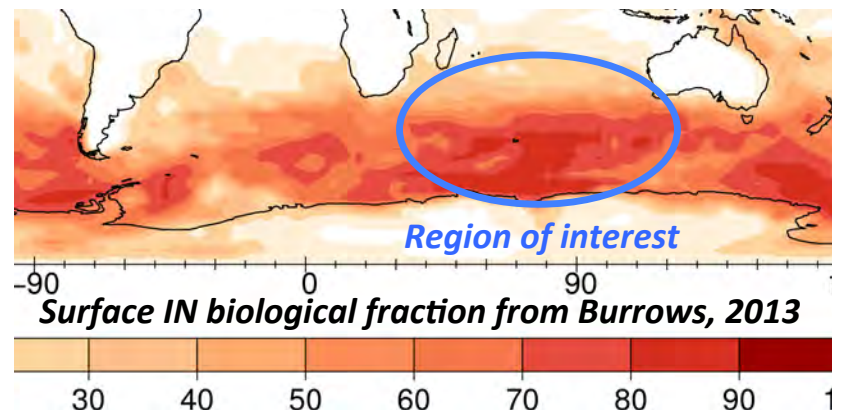 Region of interest
−90 0 90
Surface IN biological fraction from Burrows, 2013
30 40 50 60 70 80 90